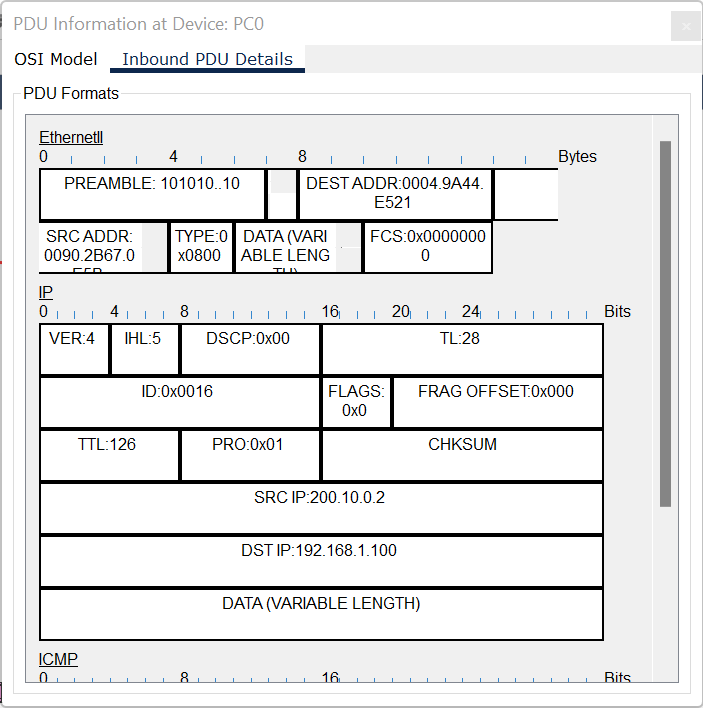 PDU Information at Device: PC0
OSI Model Inbound PDU Details
PDU Formats
EthernetII
0 4 8 Bytes
PREAMBLE: 101010..10 DEST ADDR:0004.9A44.
E521
SRC ADDR: TYPE:0 DATA (VARI FCS:0x0000000
0090.2B67.0 x0800 ABLE LENG 0
TH)
IP
0 4 8 16 20 24 Bits
VER:4 IHL:5 DSCP:0x00 TL:28
ID:0x0016 FLAGS: FRAG OFFSET:0x000
0x0
TTL:126 PRO:0x01 CHKSUM
SRC IP:200.10.0.2
DST IP:192.168.1.100
DATA (VARIABLE LENGTH)
ICMP
0 8 16 Bits